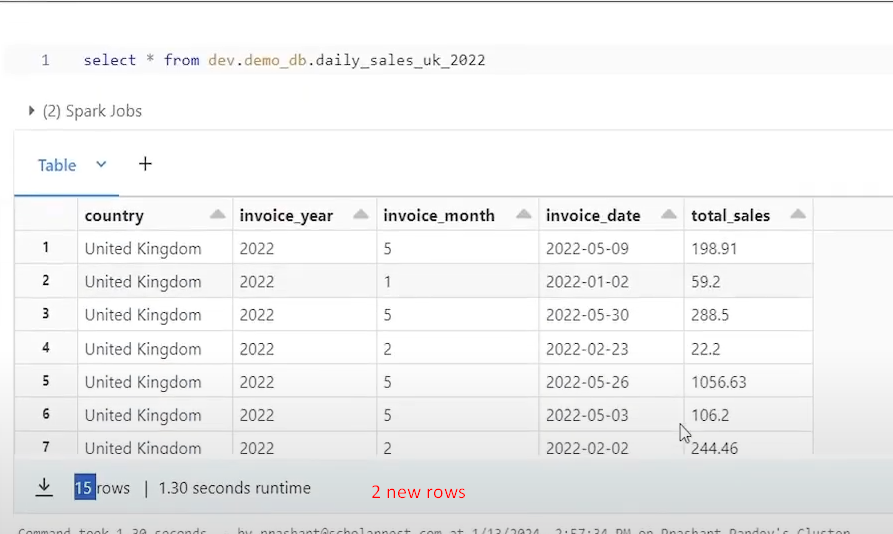 1 select * from dev.demo_db.daily_sales_uk_2022
(2) Spark Jobs
Table +
country invoice_year invoice_month invoice_date total_sales
1 United Kingdom 2022 5 2022-05-09 198.91
2 United Kingdom 2022 1 2022-01-02 59.2
3 United Kingdom 2022 5 2022-05-30 288.5
4 United Kingdom 2022 2 2022-02-23 22.2
5 United Kingdom 2022 5 2022-05-26 1056.63
6 United Kingdom 2022 5 2022-05-03 106.2
7 United Kingdom 2022 2 2022-02-02 244.46
15 rows | 1.30 seconds runtime 2 new rows
Command took 1.30 seconds by prashant@scholarnest.com at 1/13/2024, 2:57:34 PM on Prashant Pandey's Cluster